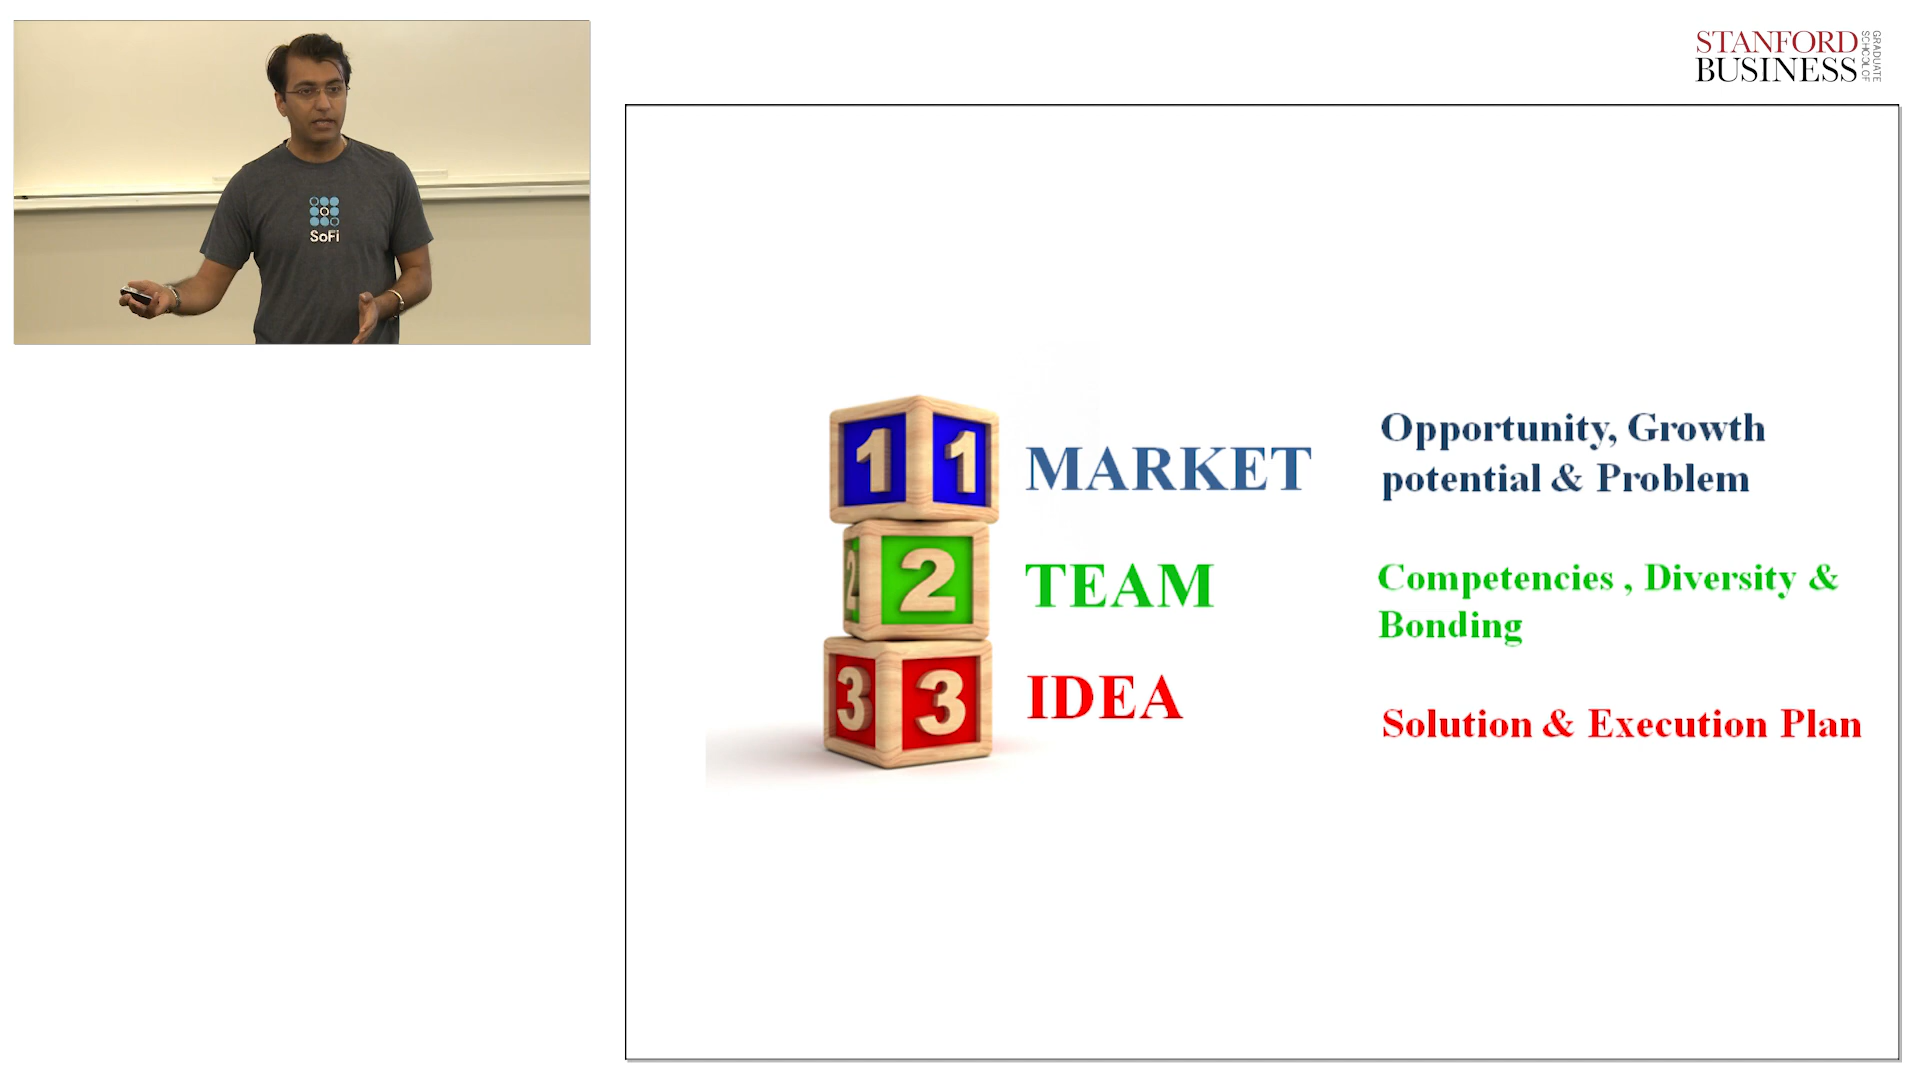 SoFi
STANFORD
BUSINESS
GRADUATE
SCHOOL OF
1 1
MARKET
Opportunity, Growth
potential & Problem
2 2
TEAM
Competencies , Diversity &
Bonding
3 3
IDEA
Solution & Execution Plan